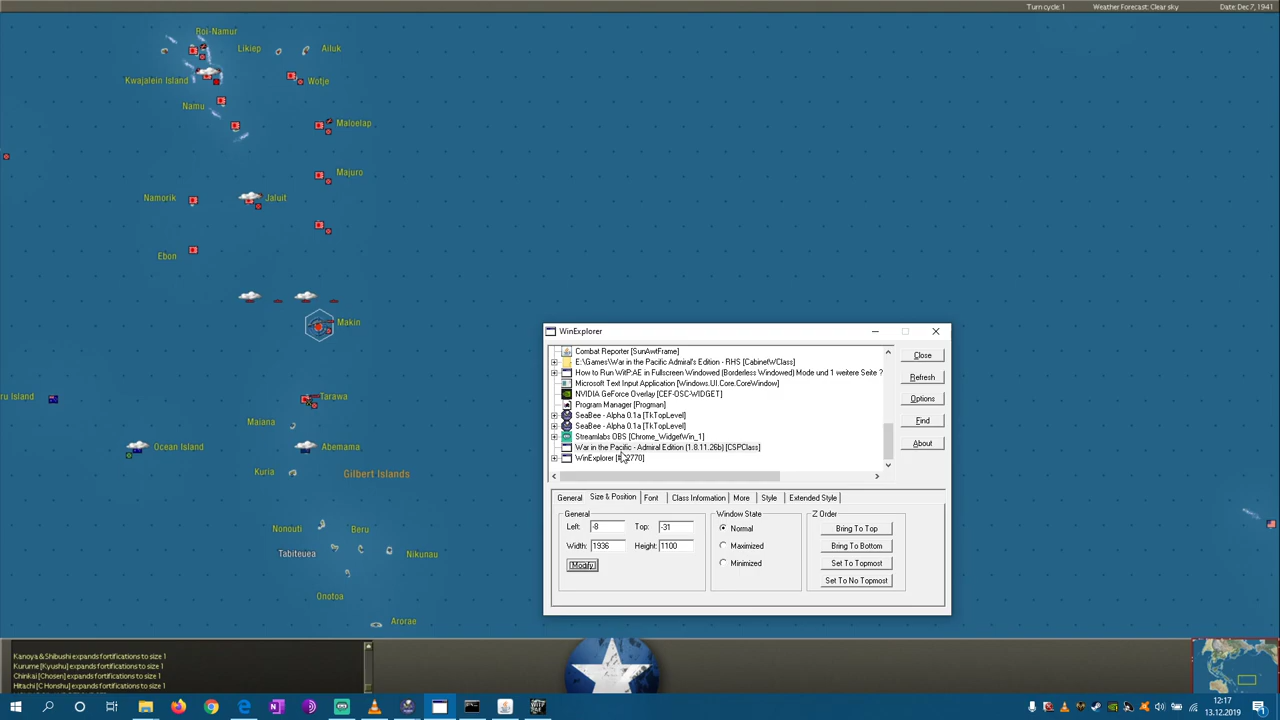 Turn cycle: 1
Weather Forecast: Clear sky
Date: Dec 7, 1941
Roi-Namur
Likiep
Ailuk
Kwajalein Island
Wotje
Namu
Maloelap
Majuro
Namorik
Jaluit
Ebon
Makin
Tarawa
ru Island
Maiana
Ocean Island
Abemama
Kuria
Gilbert Islands
Nonouti
Beru
Tabiteuea
Nikunau
Onotoa
Arorae
WinExplorer
Combat Reporter [SunAwtFrame]
E:\Games\War in the Pacific Admiral's Edition - RHS [CabinetWClass]
How to Run WitP:AE in Fullscreen Windowed (Borderless Windowed) Mode und 1 weitere Seite ?
Microsoft Text Input Application [Windows.UI.Core.CoreWindow]
NVIDIA GeForce Overlay [CEF-OSC-WIDGET]
Program Manager [Progman]
SeaBee - Alpha 0.1a [TkTopLevel]
SeaBee - Alpha 0.1a [TkTopLevel]
Streamlabs OBS [Chrome_WidgetWin_1]
War in the Pacific - Admiral Edition (1.8.11.26b) [CSPClass]
WinExplorer
Close
Refresh
Options
Find
About
General
Size & Position
Font
Class Information
More
Style
Extended Style
General
Left:
-8
Top:
-31
Width:
1936
Height:
1100
Modify
Window State
Normal
Maximized
Minimized
Z Order
Bring To Top
Bring To Bottom
Set To Topmost
Set To No Topmost
Kanoya & Shibushi expands fortifications to size 1
Kurume [Kyushu] expands fortifications to size 1
Chinkai [Chosen] expands fortifications to size 1
Hitachi [C Honshu] expands fortifications to size 1
12:17
13.12.2019